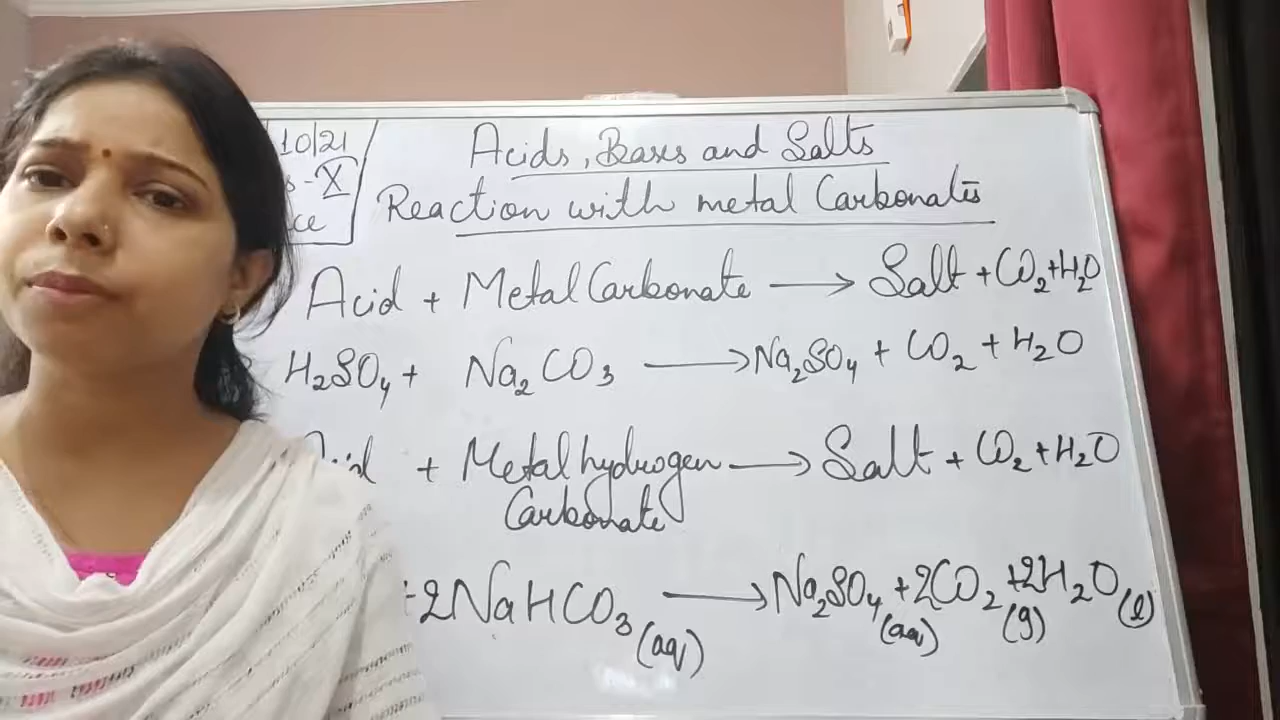 10/21
X
Acids, Bases and Salts
Reaction with metal Carbonates
Acid + Metal Carbonate → Salt + CO₂ + H₂O
H₂SO₄ + Na₂CO₃ → Na₂SO₄ + CO₂ + H₂O
+ Metal hydrogen → Salt + CO₂ + H₂O
Carbonate
+ 2NaHCO₃ (aq) → Na₂SO₄ (aq) + 2CO₂ (g) + 2H₂O (l)